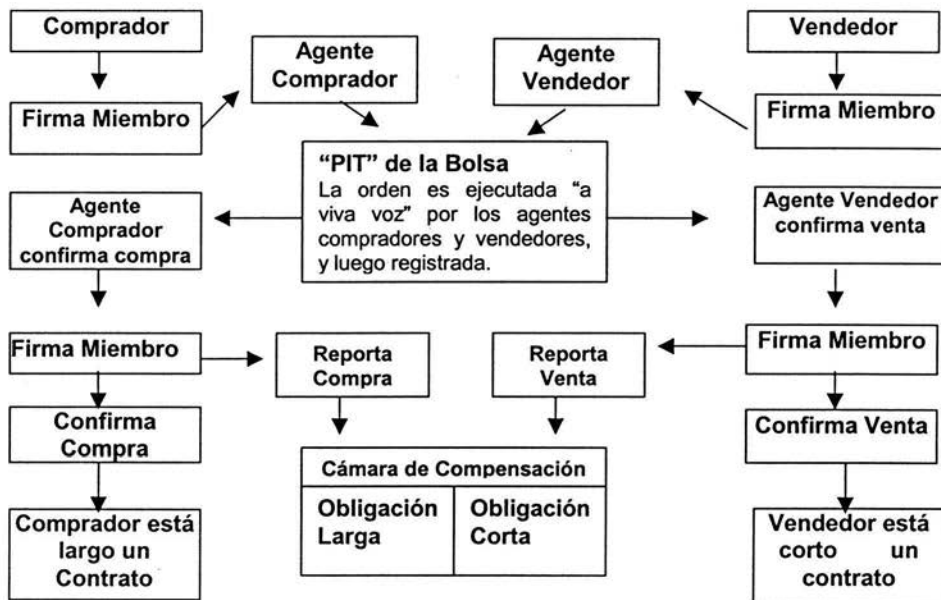 Comprador
Agente
Comprador
Agente
Vendedor
Vendedor
Firma Miembro
Firma Miembro
“PIT” de la Bolsa
La orden es ejecutada “a
viva voz” por los agentes
compradores y vendedores,
y luego registrada.
Agente
Comprador
confirma compra
Agente Vendedor
confirma venta
Firma Miembro
Reporta
Compra
Reporta
Venta
Firma Miembro
Confirma
Compra
Confirma Venta
Cámara de Compensación
Obligación
Larga
Obligación
Corta
Comprador está
largo un
Contrato
Vendedor está
corto un
contrato